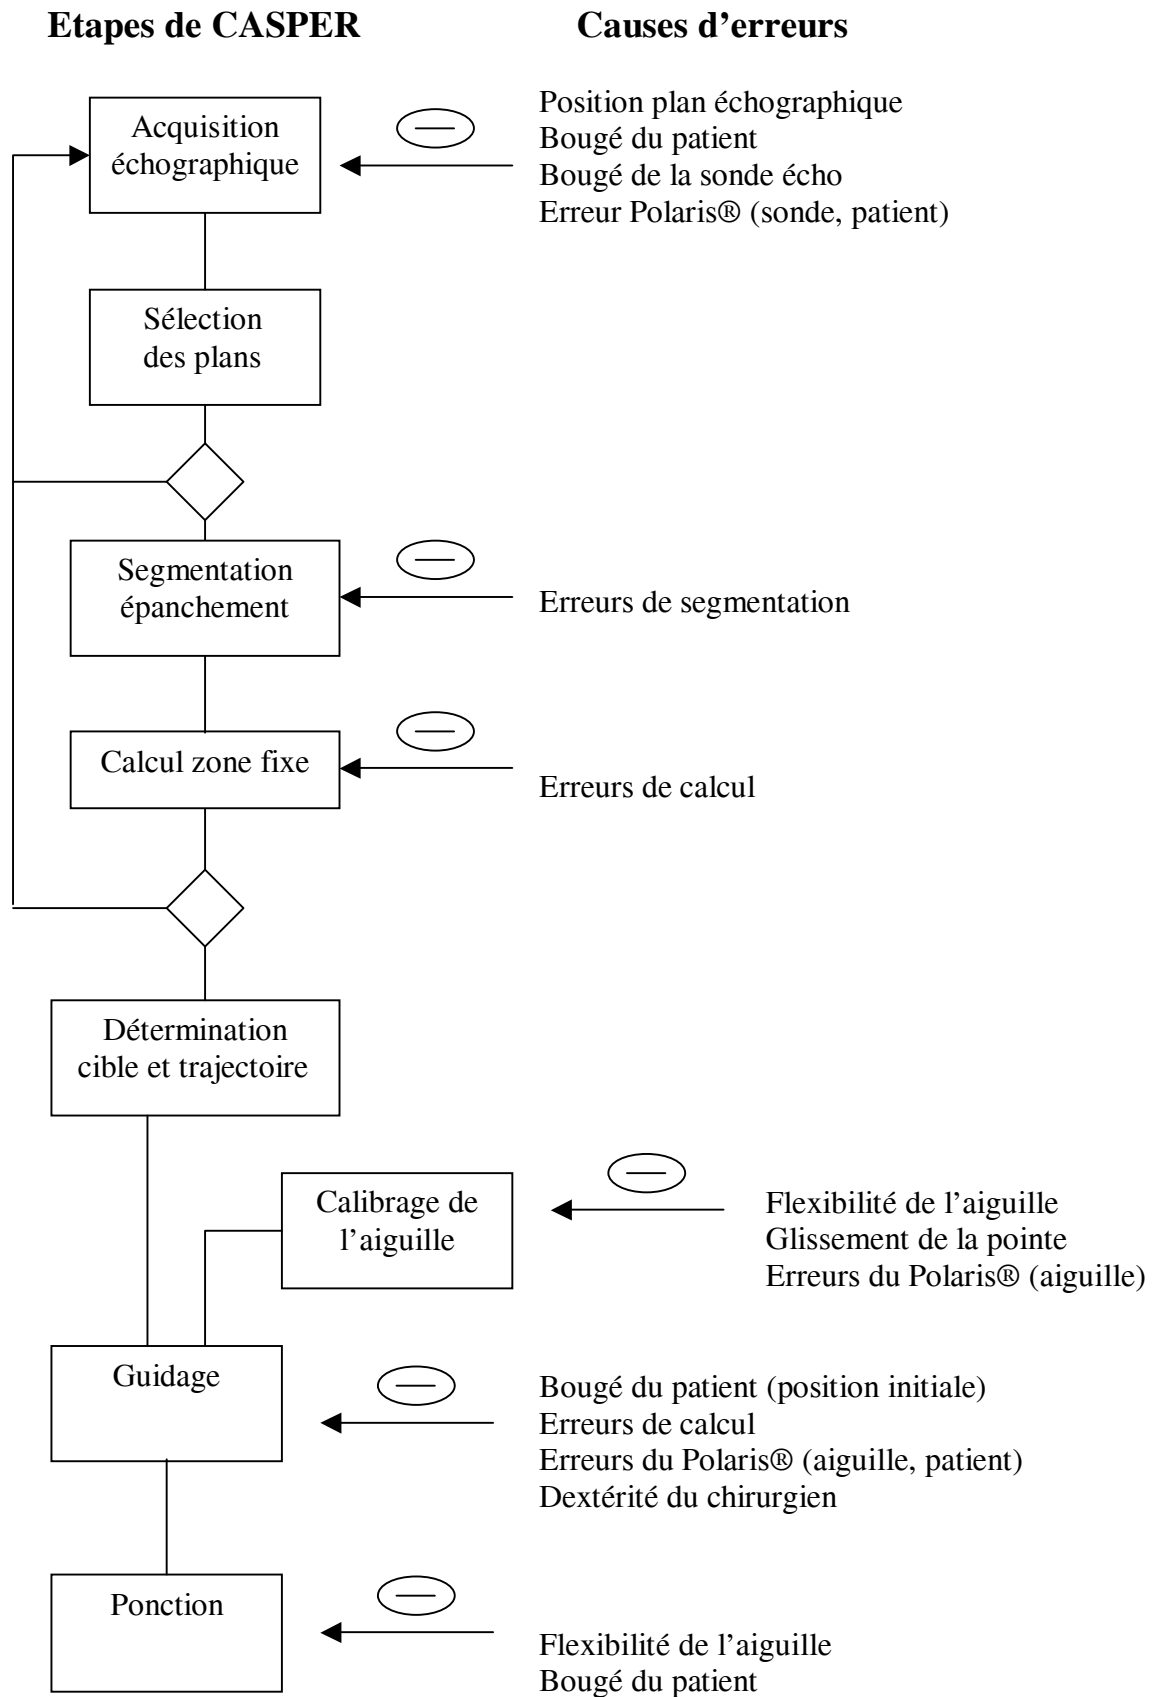 Etapes de CASPER
Causes d'erreurs
Acquisition
échographique
Position plan échographique
Bougé du patient
Bougé de la sonde écho
Erreur Polaris® (sonde, patient)
Sélection
des plans
Segmentation
épanchement
Erreurs de segmentation
Calcul zone fixe
Erreurs de calcul
Détermination
cible et trajectoire
Calibrage de
l'aiguille
Flexibilité de l'aiguille
Glissement de la pointe
Erreurs du Polaris® (aiguille)
Guidage
Bougé du patient (position initiale)
Erreurs de calcul
Erreurs du Polaris® (aiguille, patient)
Dextérité du chirurgien
Ponction
Flexibilité de l'aiguille
Bougé du patient